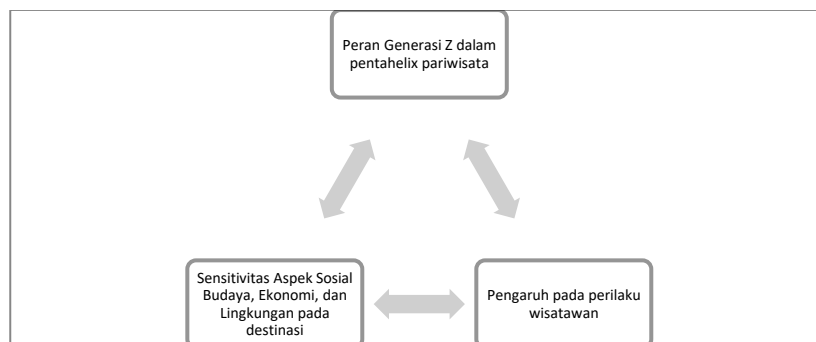 Peran Generasi Z dalam
pentahelix pariwisata
Sensitivitas Aspek Sosial
Budaya, Ekonomi, dan
Lingkungan pada
destinasi
Pengaruh pada perilaku
wisatawan